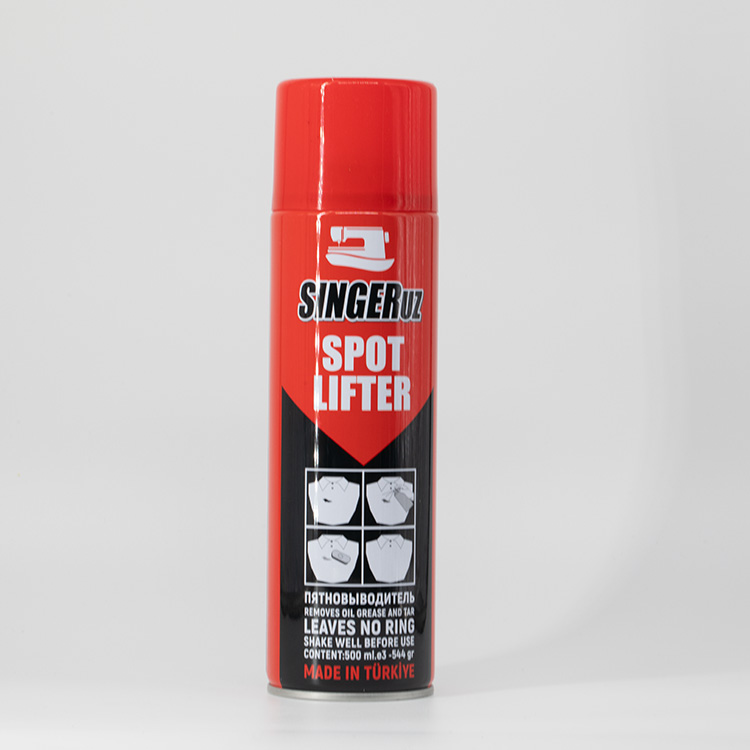 SINGERUZ
SPOT
LIFTER
ПЯТНОВЫВОДИТЕЛЬ
REMOVES OIL GREASE AND TAR
LEAVES NO RING
SHAKE WELL BEFORE USE
CONTENT:500 ml.e3 -544 gr
MADE IN TÜRKİYE